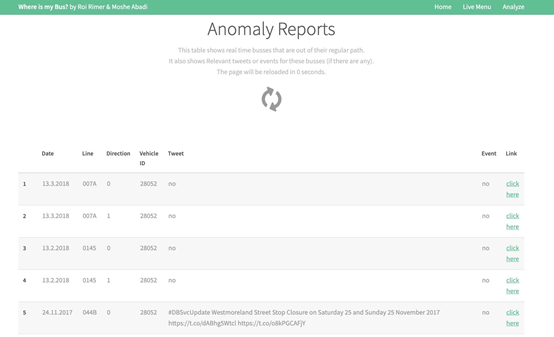 Where is my Bus? by Roi Rimer & Moshe Abadi Home Live Menu Analyze
Anomaly Reports
This table shows real time busses that are out of their regular path.
It also shows Relevant tweets or events for these busses (if there are any).
The page will be reloaded in 0 seconds.
Date Line Direction Vehicle ID Tweet Event Link
1 13.3.2018 007A 0 28052 no no click here
2 13.3.2018 007A 1 28052 no no click here
3 13.2.2018 0145 0 28052 no no click here
4 13.2.2018 0145 1 28052 no no click here
5 24.11.2017 044B 0 28052 #DBSvcUpdate Westmoreland Street Stop Closure on Saturday 25 and Sunday 25 November 2017 no click
https://t.co/dABhgSWtcl https://t.co/o8kPGCAFjY here